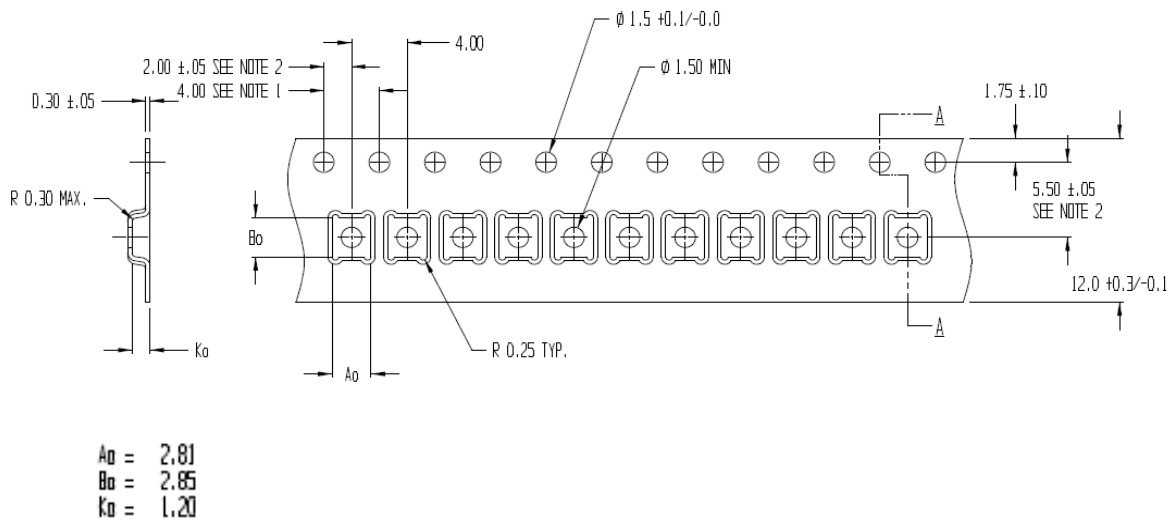 Ø 1.5 +0.1/-0.0
4.00
2.00 ±.05 SEE NOTE 2
Ø 1.50 MIN
4.00 SEE NOTE 1
1.75 ±.10
0.30 ±.05
A
R 0.30 MAX.
5.50 ±.05
SEE NOTE 2
Bo
12.0 +0.3/-0.1
A
Ko
R 0.25 TYP.
Ao
Ao = 2.81
Bo = 2.85
Ko = 1.20